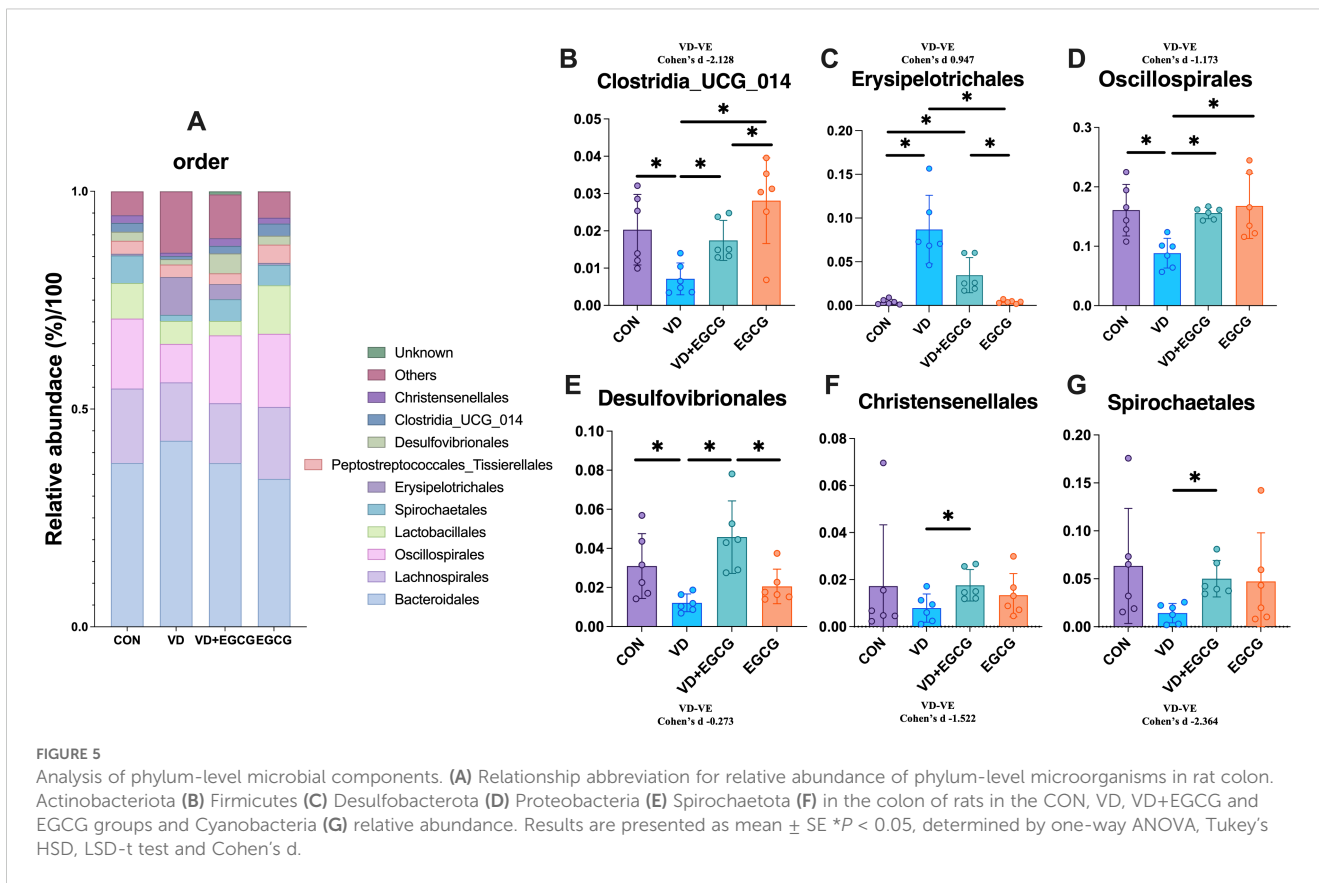 A
order
Relative abundace (%)/100
1.0
0.5
0.0
CON
VD
VD+EGCG
EGCG
Unknown
Others
Christensenellales
Clostridia_UCG_014
Desulfovibrionales
Peptostreptococcales_Tissierellales
Erysipelotrichales
Spirochaetales
Lactobacillales
Oscillospirales
Lachnospirales
Bacteroidales
B
VD-VE
Cohen's d -2.128
Clostridia_UCG_014
0.05
0.04
0.03
0.02
0.01
0.00
*
*
*
*
CON
VD
VD+EGCG
EGCG
C
VD-VE
Cohen's d 0.947
Erysipelotrichales
0.20
0.15
0.10
0.05
0.00
*
*
*
*
CON
VD
VD+EGCG
EGCG
D
VD-VE
Cohen's d -1.173
Oscillospirales
0.3
0.2
0.1
0.0
*
*
*
CON
VD
VD+EGCG
EGCG
E
Desulfovibrionales
0.10
0.08
0.06
0.04
0.02
0.00
*
*
*
CON
VD
VD+EGCG
EGCG
VD-VE
Cohen's d -0.273
F
Christensenellales
0.08
0.06
0.04
0.02
0.00
*
CON
VD
VD+EGCG
EGCG
VD-VE
Cohen's d -1.522
G
Spirochaetales
0.20
0.15
0.10
0.05
0.00
*
CON
VD
VD+EGCG
EGCG
VD-VE
Cohen's d -2.364
FIGURE 5
Analysis of phylum-level microbial components. (A) Relationship abbreviation for relative abundance of phylum-level microorganisms in rat colon.
Actinobacteriota (B) Firmicutes (C) Desulfobacterota (D) Proteobacteria (E) Spirochaetota (F) in the colon of rats in the CON, VD, VD+EGCG and
EGCG groups and Cyanobacteria (G) relative abundance. Results are presented as mean ± SE *P < 0.05, determined by one-way ANOVA, Tukey's
HSD, LSD-t test and Cohen's d.